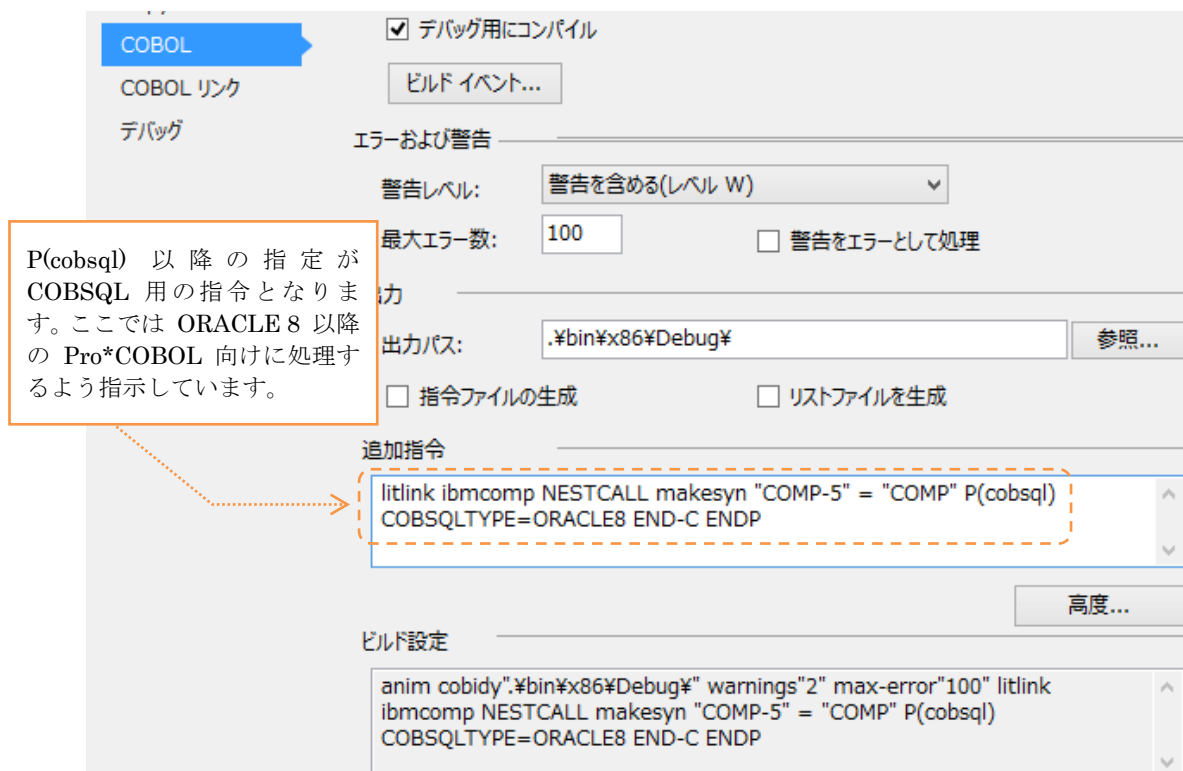 COBOL
COBOL リンク
デバッグ
デバッグ用にコンパイル
ビルド イベント...
エラーおよび警告
警告レベル:
警告を含める(レベル W)
最大エラー数:
100
警告をエラーとして処理
P(cobsql) 以降の指定が
COBSQL 用の指令となりま
す。ここでは ORACLE 8 以降
の Pro*COBOL 向けに処理す
るよう指示しています。
出力パス:
.¥bin¥x86¥Debug¥
参照...
指令ファイルの生成
リストファイルを生成
追加指令
litlink ibmcomp NESTCALL makesyn "COMP-5" = "COMP" P(cobsql)
COBSQLTYPE=ORACLE8 END-C ENDP
高度...
ビルド設定
anim cobidy".¥bin¥x86¥Debug¥" warnings"2" max-error"100" litlink
ibmcomp NESTCALL makesyn "COMP-5" = "COMP" P(cobsql)
COBSQLTYPE=ORACLE8 END-C ENDP